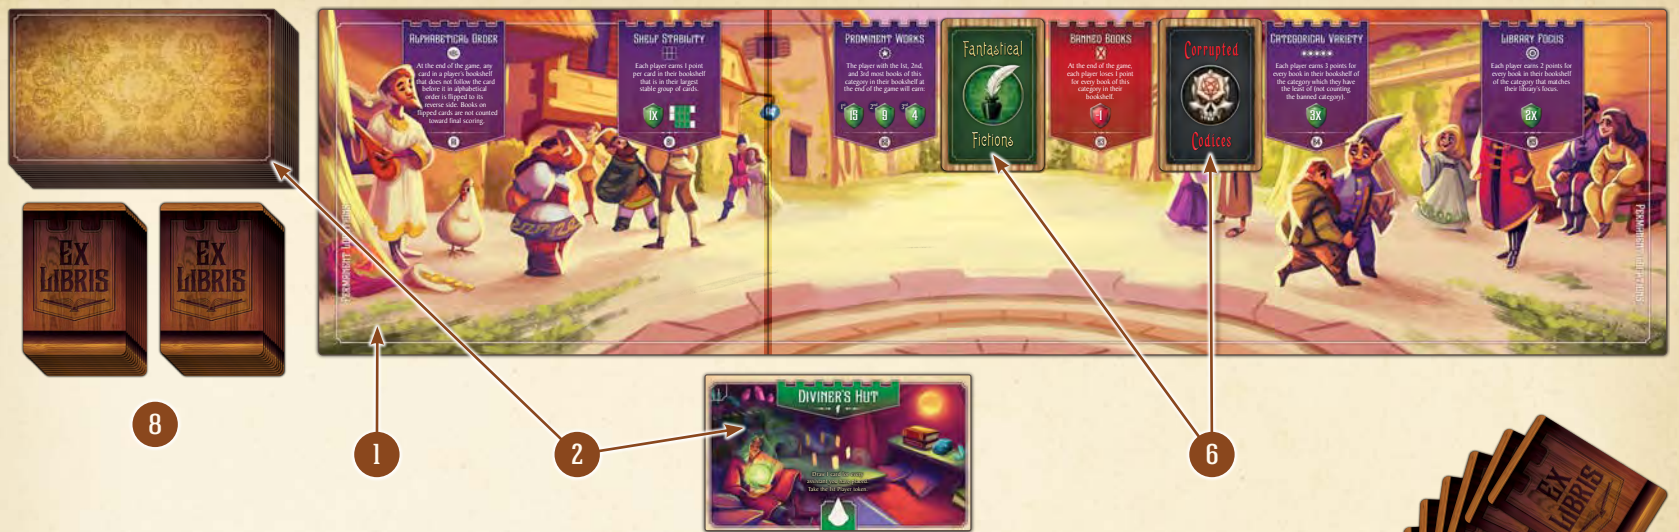 ALPHABETICAL ORDER
At the end of the game, any
card in a player's bookshelf
that does not follow the card
before it in alphabetical
order is flipped to its
reverse side. Books on
flipped cards are not counted
toward final scoring.
SHELF STABILITY
Each player earns 1 point
per card in their bookshelf
that is in their largest
stable group of cards.
1X
PROMINENT WORKS
The player with the 1st, 2nd,
and 3rd most books of this
category in their bookshelf at
the end of the game will earn:
1st 2nd 3rd
15 9 4
Fantastical
Fictions
BANNED BOOKS
At the end of the game,
each player loses 1 point
for every book of this
category in their
bookshelf.
-1
Corrupted
Codices
CATEGORICAL VARIETY
Each player earns 3 points for
every book in their bookshelf
of the category which they have
the least of (not counting
the banned category).
3X
LIBRARY FOCUS
Each player earns 2 points for
every book in their bookshelf
of the category that matches
their library's focus.
2X
PERMANENT LOCATIONS
EX
LIBRIS
EX
LIBRIS
8
1
2
6
DIVINER'S HUT
Take the 1st Player token.
EX
LIBRIS